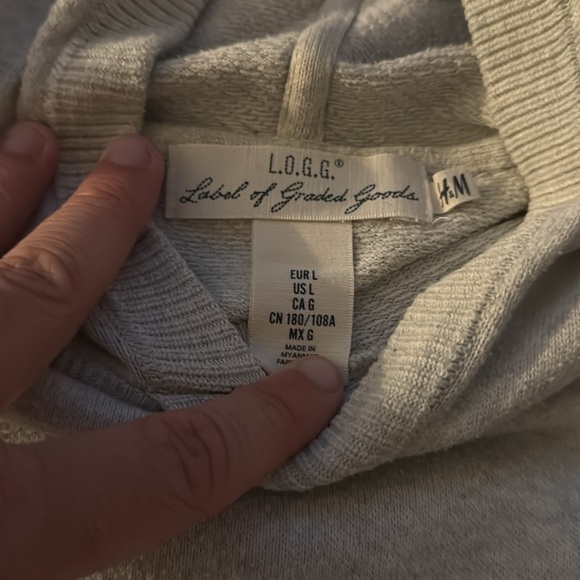 L.O.G.G.®
Label of Graded Goods
H&M
EUR L
US L
CA G
CN 180/108A
MX G
MADE IN